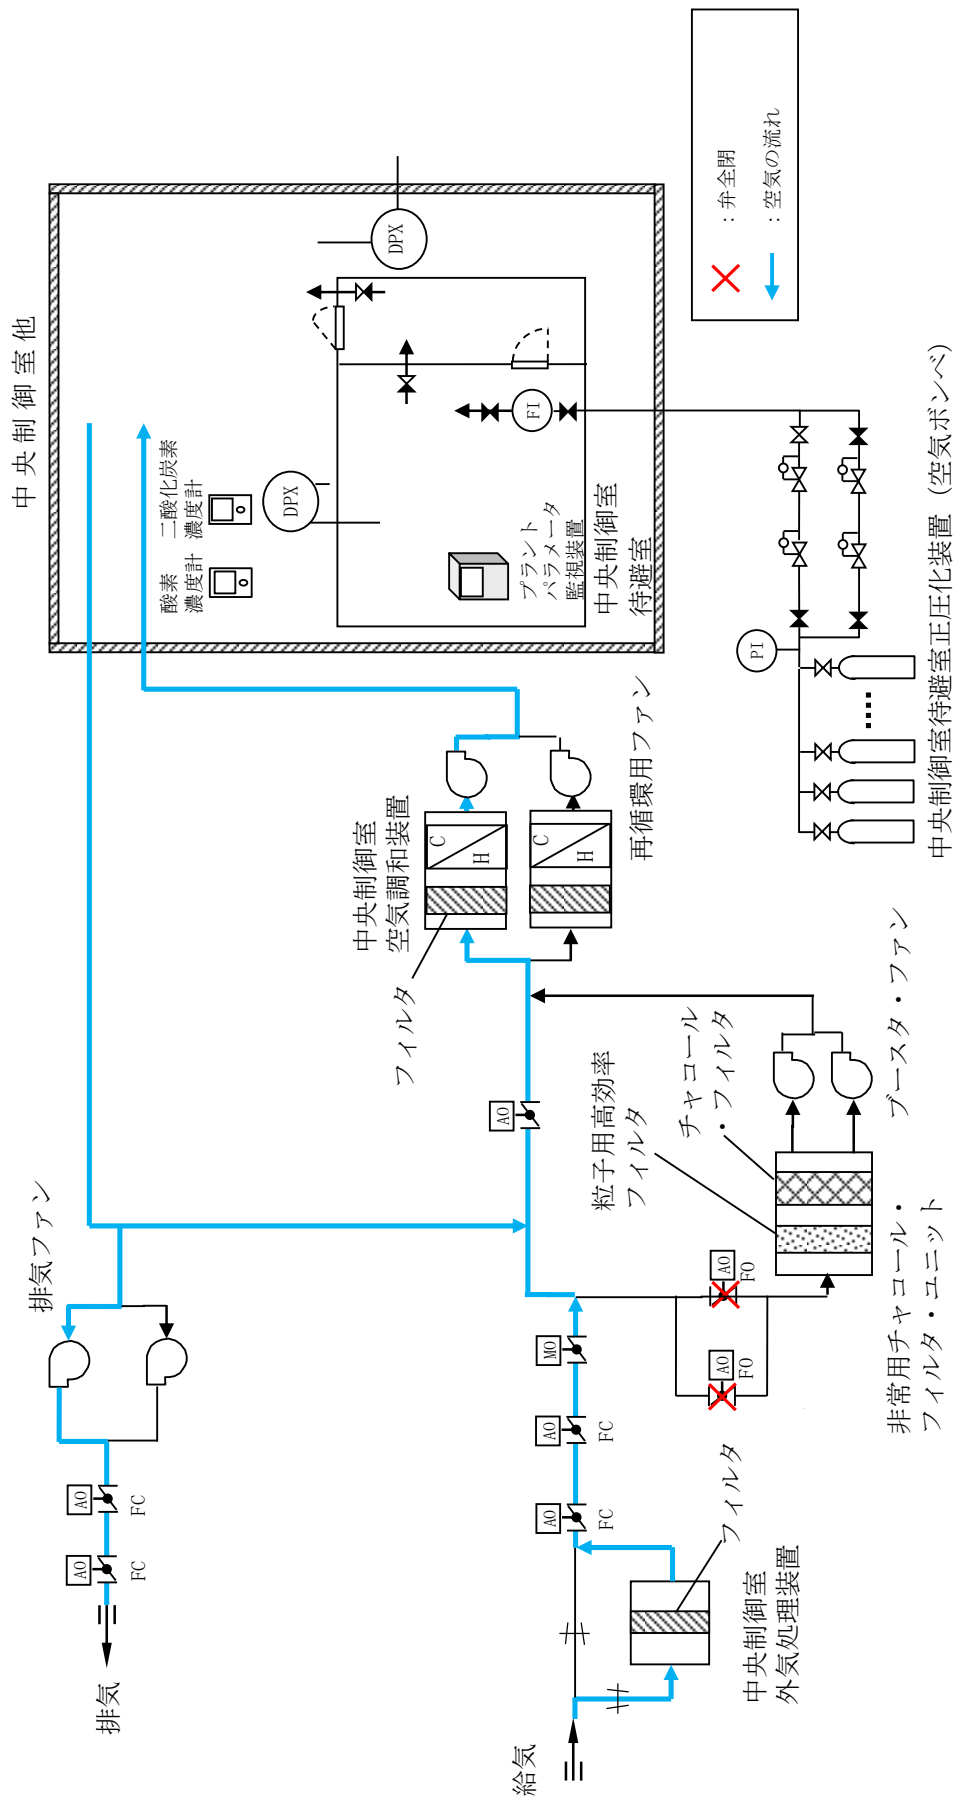 中央制御室他
酸素
濃度計
二酸化炭素
濃度計
DPX
DPX
プラント
パラメータ
監視装置
中央制御室
待避室
FI
PI
中央制御室待避室正圧化装置（空気ボンベ）
：弁全閉
：空気の流れ
排気ファン
排気
AO
FC
AO
FC
中央制御室
空気調和装置
フィルタ
C
H
C
H
再循環用ファン
AO
給気
AO
FC
AO
FC
MO
フィルタ
中央制御室
外気処理装置
AO
FO
AO
FO
粒子用高効率
フィルタ
チャコール
・フィルタ
ブースタ・ファン
非常用チャコール・
フィルタ・ユニット